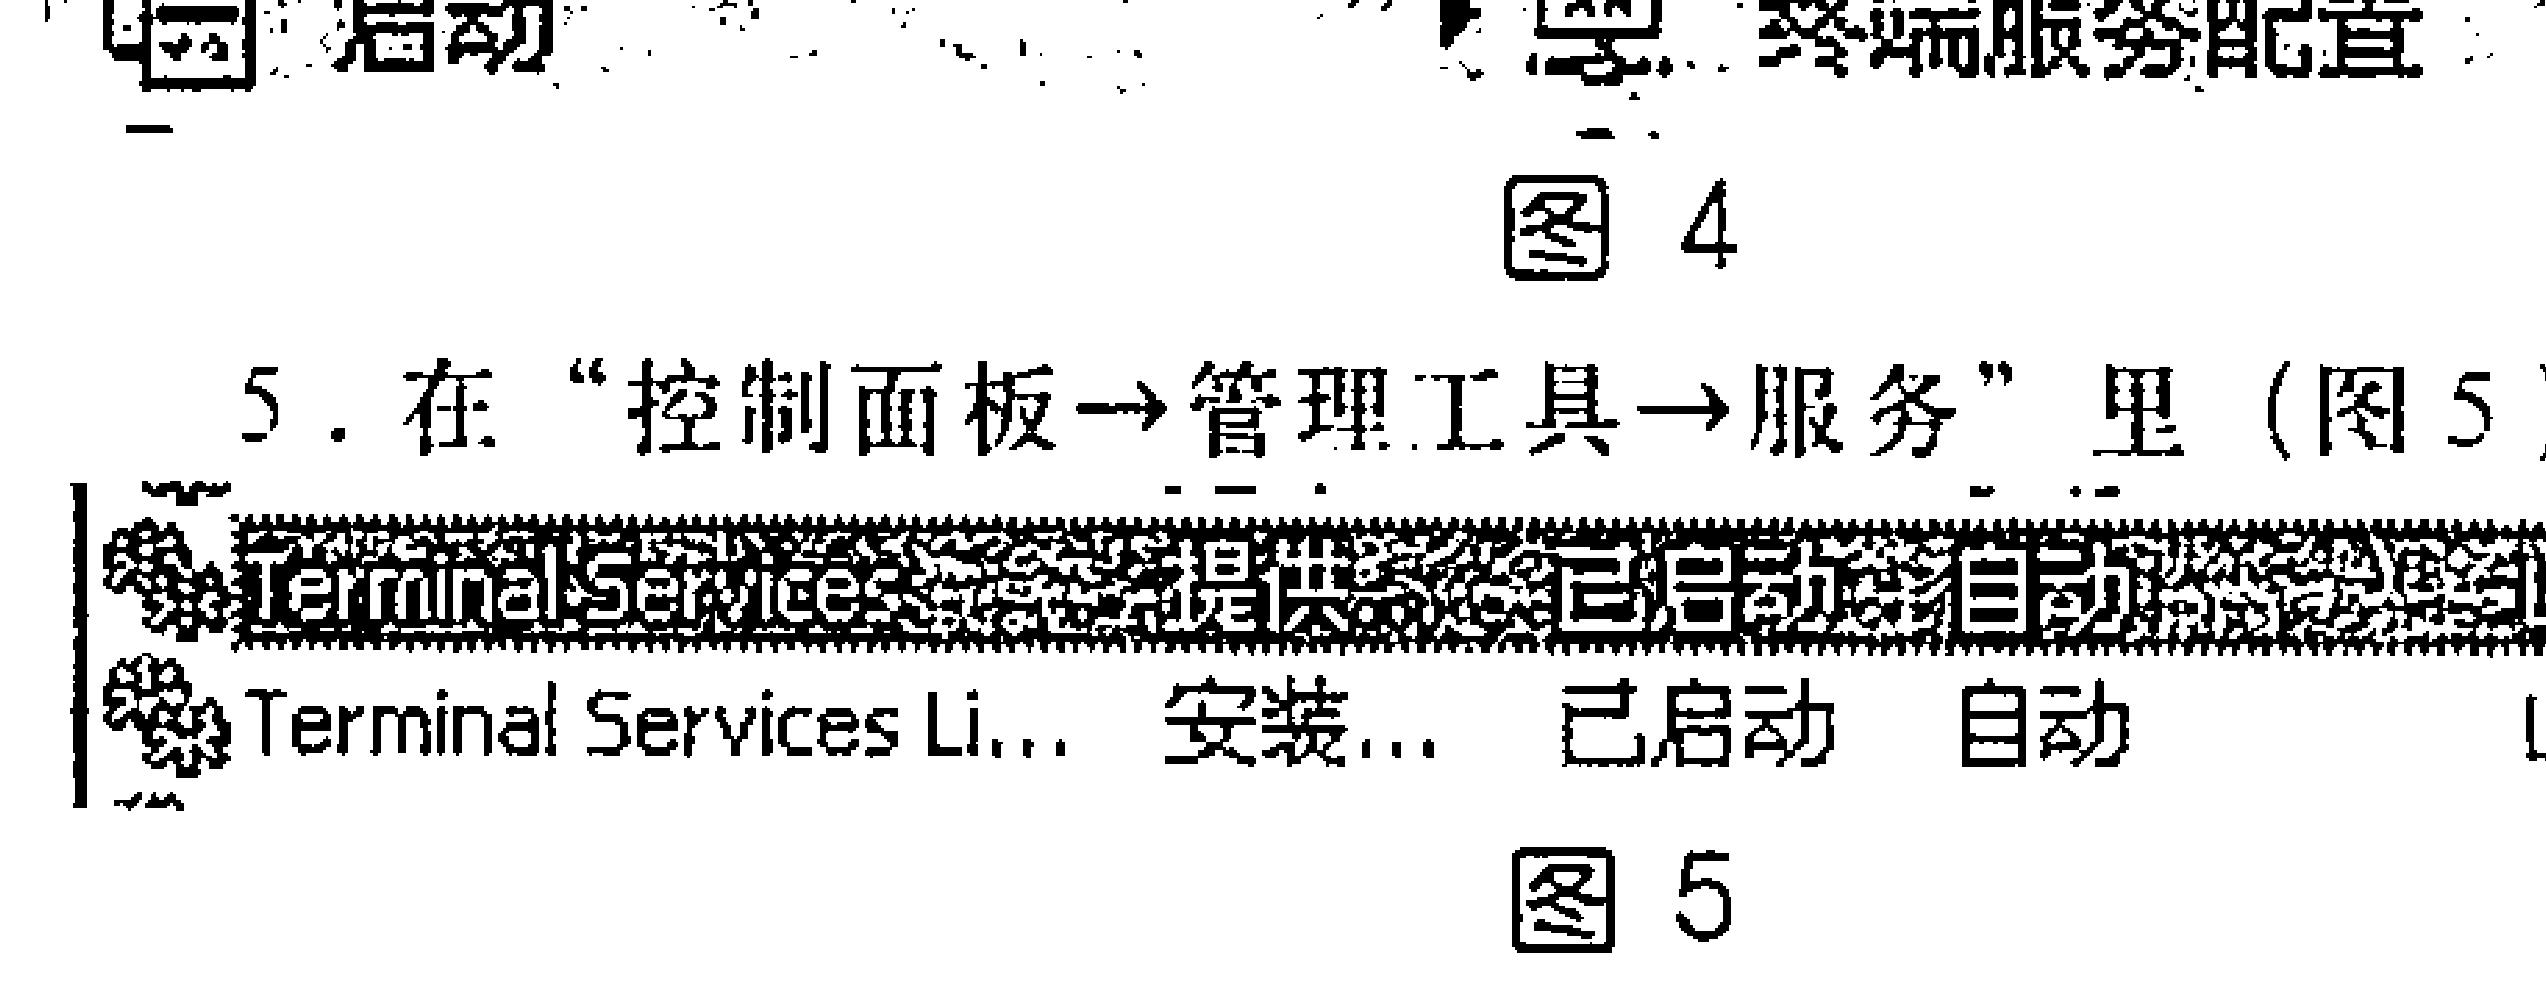 启动 终端服务配置
图 4
5.在“控制面板→管理工具→服务”里(图5)
Terminal Services 提供... 已启动 自动
Terminal Services Li... 安装... 已启动 自动
图 5